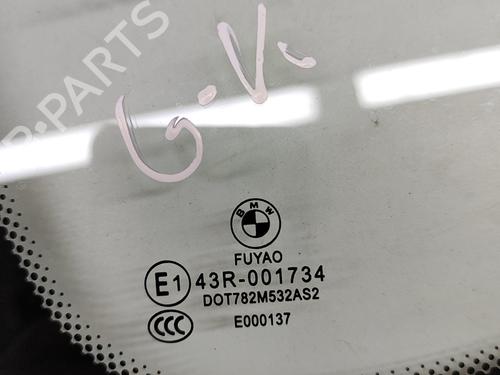 B-PARTS
G-V.
BMW
FUYAO
E1 43R-001734
DOT782M532AS2
CCC E000137